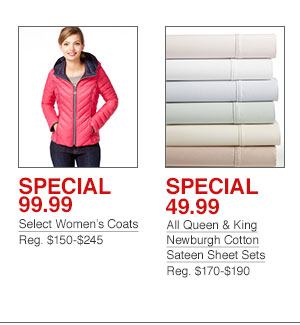 SPECIAL
99.99
Select Women's Coats
Reg. $150-$245
SPECIAL
49.99
All Queen & King
Newburgh Cotton
Sateen Sheet Sets
Reg. $170-$190